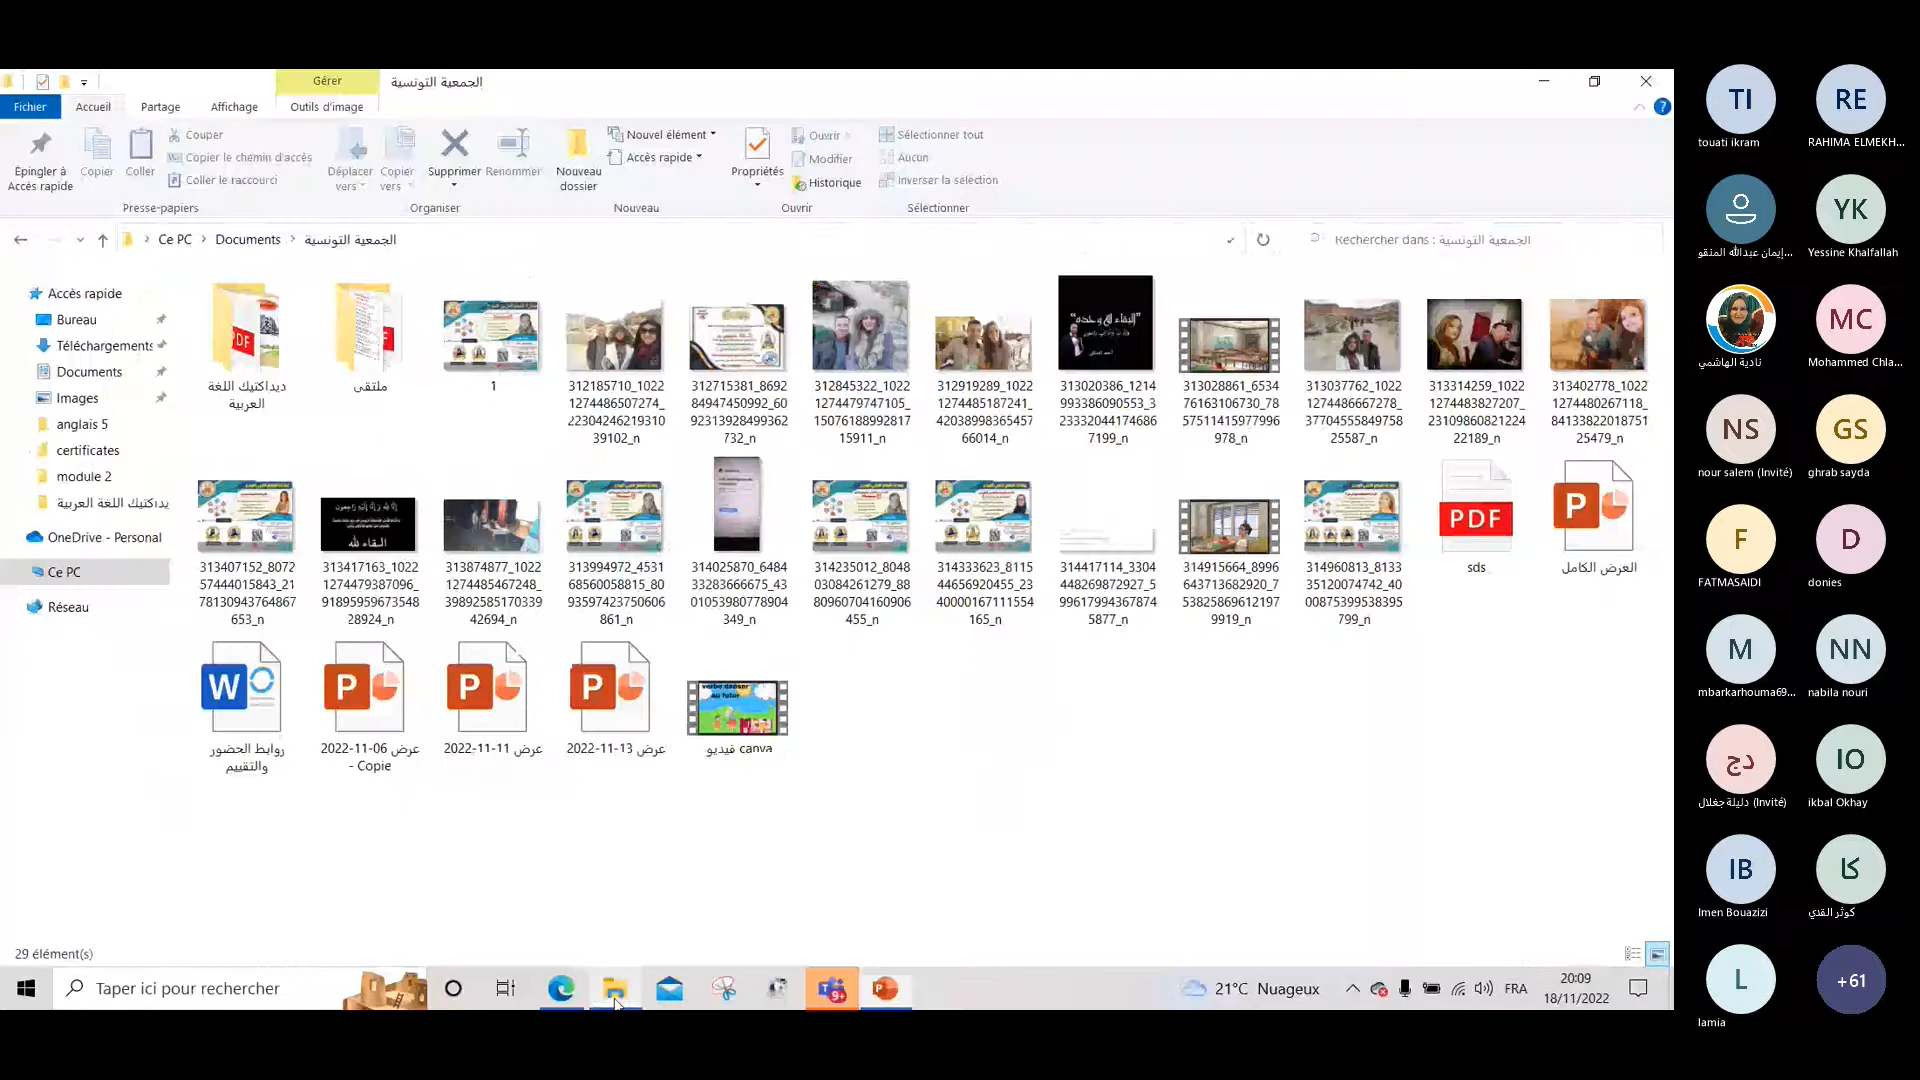 Gérer
الجمعية التونسية
Fichier
Accueil
Partage
Affichage
Outils d'image
Épingler à
Accès rapide
Copier
Coller
Couper
Copier le chemin d'accès
Coller le raccourci
Presse-papiers
Déplacer
vers
Copier
vers
Supprimer
Renommer
Organiser
Nouveau
dossier
Nouvel élément
Accès rapide
Nouveau
Propriétés
Ouvrir
Modifier
Historique
Ouvrir
Sélectionner tout
Aucun
Inverser la sélection
Sélectionner
Ce PC > Documents > الجمعية التونسية
Rechercher dans : الجمعية التونسية
Accès rapide
Bureau
Téléchargements
Documents
Images
anglais 5
certificates
module 2
يداكتيك اللغة العربية
OneDrive - Personal
Ce PC
Réseau
ديداكتيك اللغة
العربية
ملتقى
1
312185710_1022
1274486507274_
22304246219310
39102_n
312715381_8692
84947450992_60
92313928499362
732_n
312845322_1022
1274479747105_
15076188992817
15911_n
312919289_1022
1274485187241_
42038998365457
66014_n
313020386_1214
993386090553_3
23332044174686
7199_n
313028861_6534
76163106730_78
57511415977996
978_n
313037762_1022
1274486667278_
37704555849758
25587_n
313314259_1022
1274483827207_
23109860821224
22189_n
313402778_1022
1274480267118_
84133822018751
25479_n
313407152_8072
57444015843_21
78130943764867
653_n
313417163_1022
1274479387096_
91895959673548
28924_n
313874877_1022
1274485467248_
39892585170339
42694_n
313994972_4531
68560058815_80
93597423750606
861_n
314025870_6484
33283666675_43
01053980778904
349_n
314235012_8048
03084261279_88
80960704160906
455_n
314333623_8115
44656920455_23
40000167111554
165_n
314417114_3304
448269872927_5
99617994367874
5877_n
314915664_8996
643713682920_7
53825869612197
9919_n
314960813_8133
35120074742_40
00875399538395
799_n
PDF
sds
العرض الكامل
روابط الحضور
والتقييم
عرض 06-11-2022
- Copie
عرض 11-11-2022
عرض 13-11-2022
verbe danser
au futur
فيديو canva
29 élément(s)
Taper ici pour rechercher
9+
21°C Nuageux
FRA
20:09
18/11/2022
TI
touati ikram
RE
RAHIMA ELMEKH...
إيمان عبدالله المنقو...
YK
Yessine Khalfallah
نادية الهاشمي
MC
Mohammed Chla...
NS
nour salem (Invité)
GS
ghrab sayda
F
FATMASAIDI
D
donies
M
mbarkarhouma69...
NN
nabila nouri
دج
دليلة جغلال (Invité)
IO
ikbal Okhay
IB
Imen Bouazizi
كا
كوثر القدي
L
lamia
+61